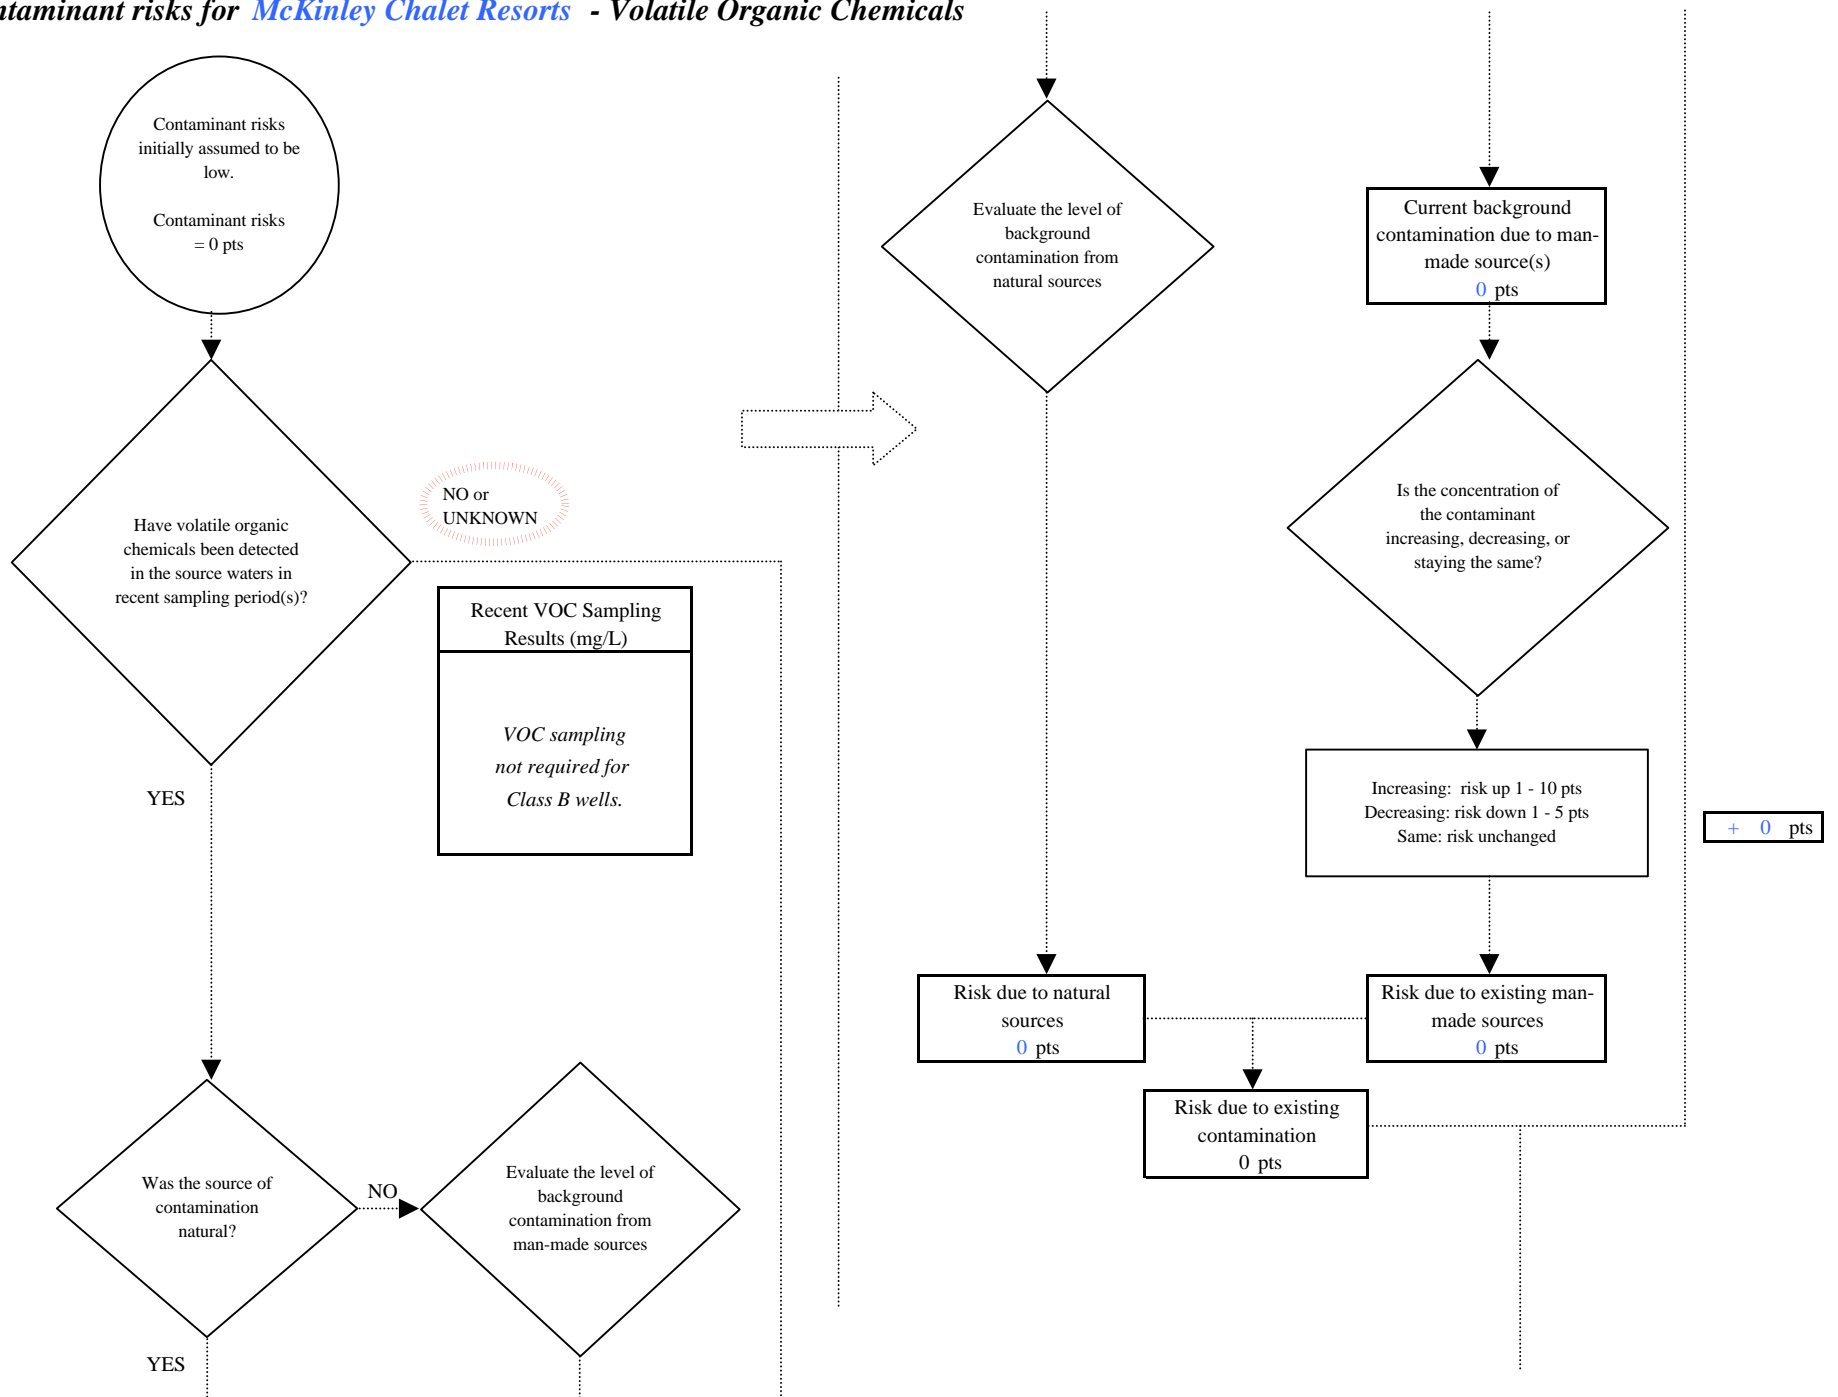 ntaminant risks for McKinley Chalet Resorts - Volatile Organic Chemicals
Contaminant risks
initially assumed to be
low.
Contaminant risks
= 0 pts
Have volatile organic
chemicals been detected
in the source waters in
recent sampling period(s)?
NO or
UNKNOWN
Recent VOC Sampling
Results (mg/L)
VOC sampling
not required for
Class B wells.
YES
Was the source of
contamination
natural?
NO
Evaluate the level of
background
contamination from
man-made sources
YES
Evaluate the level of
background
contamination from
natural sources
Current background
contamination due to man-
made source(s)
0 pts
Is the concentration of
the contaminant
increasing, decreasing, or
staying the same?
Increasing: risk up 1 - 10 pts
Decreasing: risk down 1 - 5 pts
Same: risk unchanged
+ 0 pts
Risk due to natural
sources
0 pts
Risk due to existing man-
made sources
0 pts
Risk due to existing
contamination
0 pts